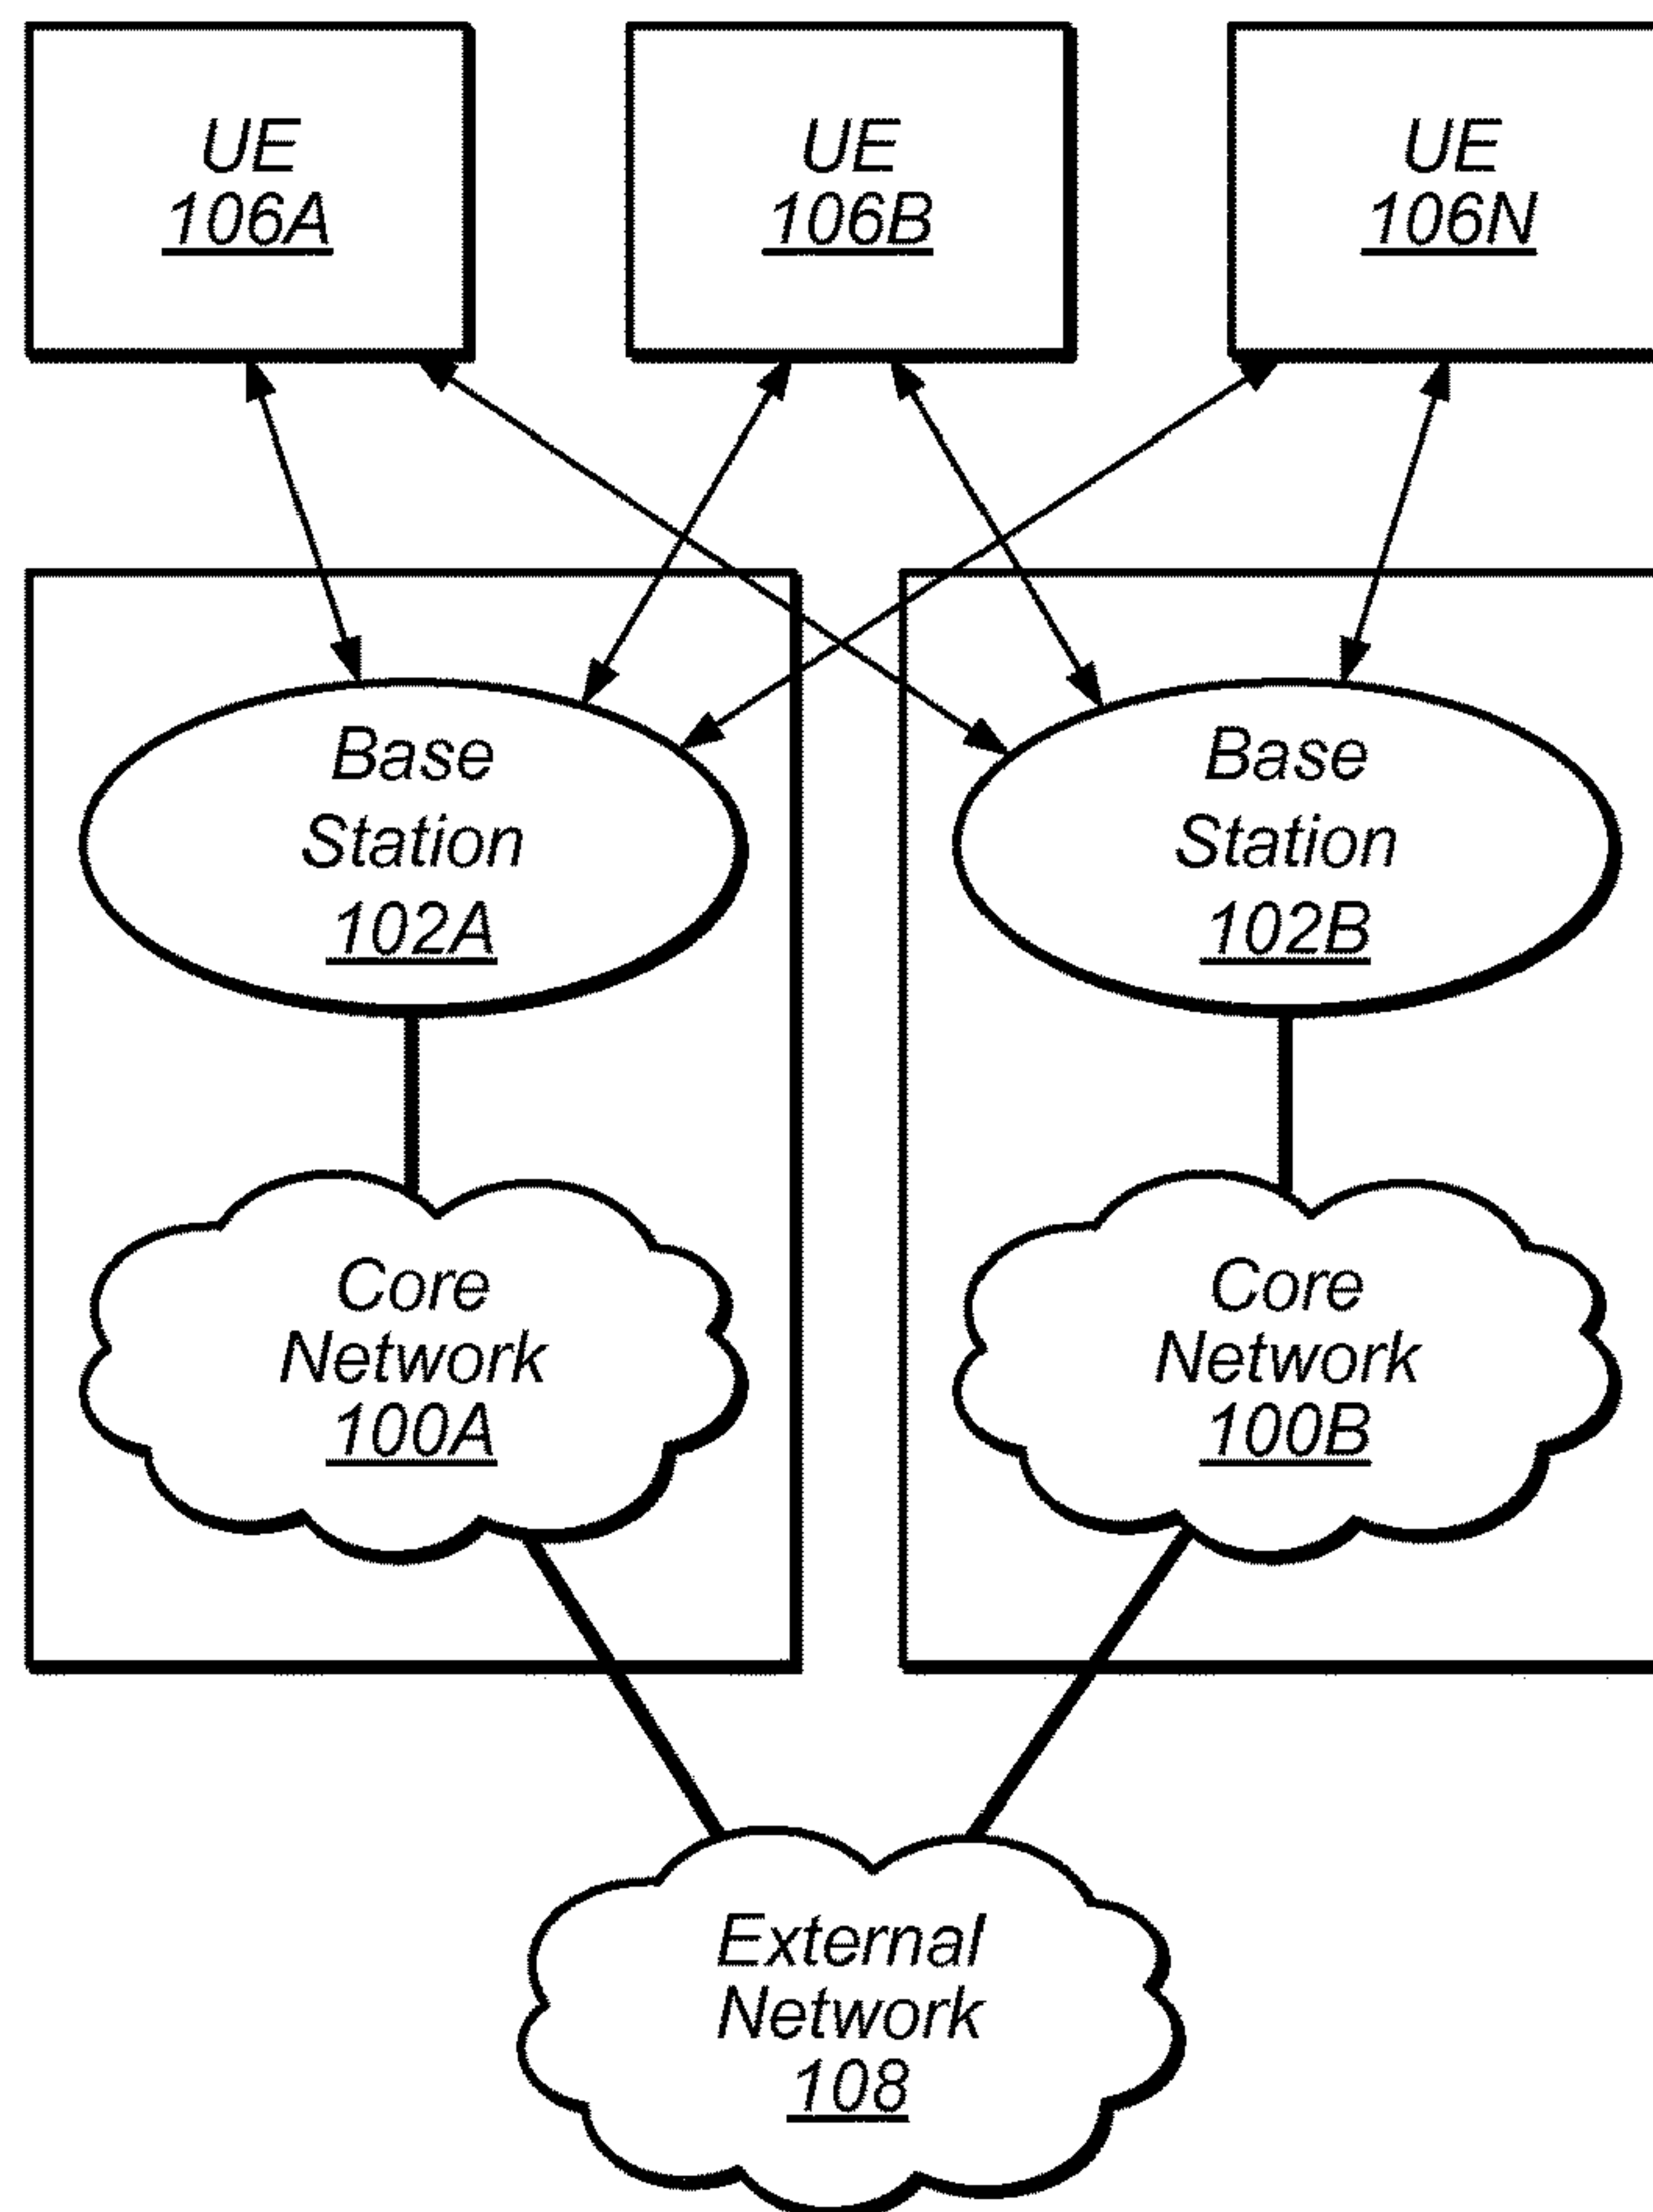 UE
106A
UE
106B
UE
106N
Base
Station
102A
Base
Station
102B
Core
Network
100A
Core
Network
100B
External
Network
108